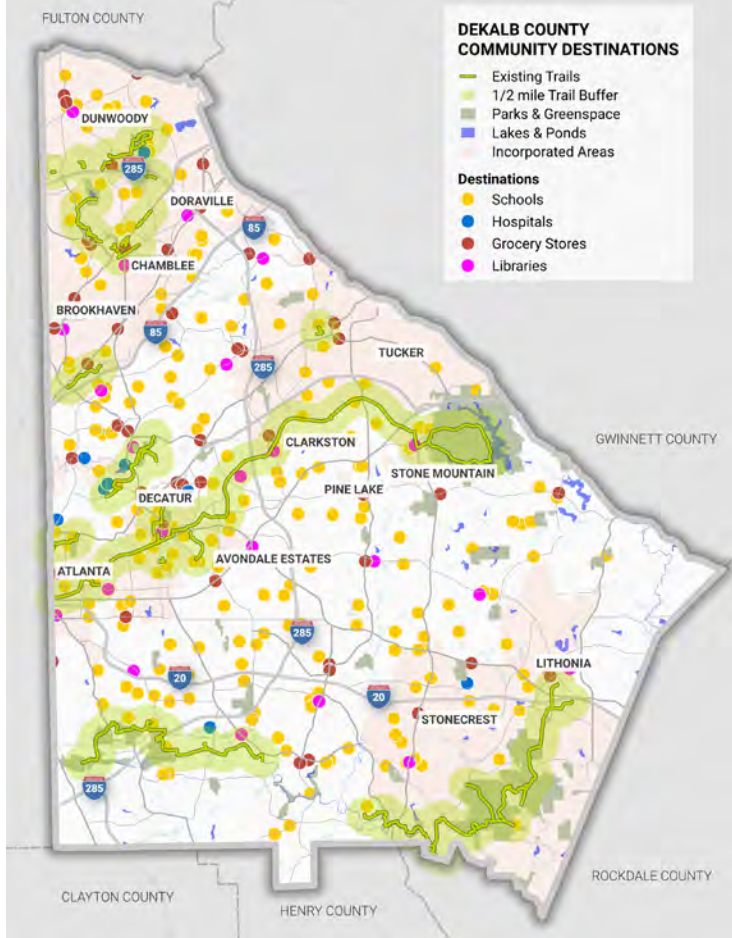 FULTON COUNTY
DEKALB COUNTY
COMMUNITY DESTINATIONS
Existing Trails
1/2 mile Trail Buffer
Parks & Greenspace
Lakes & Ponds
Incorporated Areas
Destinations
Schools
Hospitals
Grocery Stores
Libraries
DUNWOODY
285
DORAVILLE
85
CHAMBLEE
BROOKHAVEN
85
TUCKER
285
CLARKSTON
GWINNETT COUNTY
STONE MOUNTAIN
PINE LAKE
DECATUR
AVONDALE ESTATES
ATLANTA
285
LITHONIA
20
20
STONECREST
285
ROCKDALE COUNTY
CLAYTON COUNTY
HENRY COUNTY